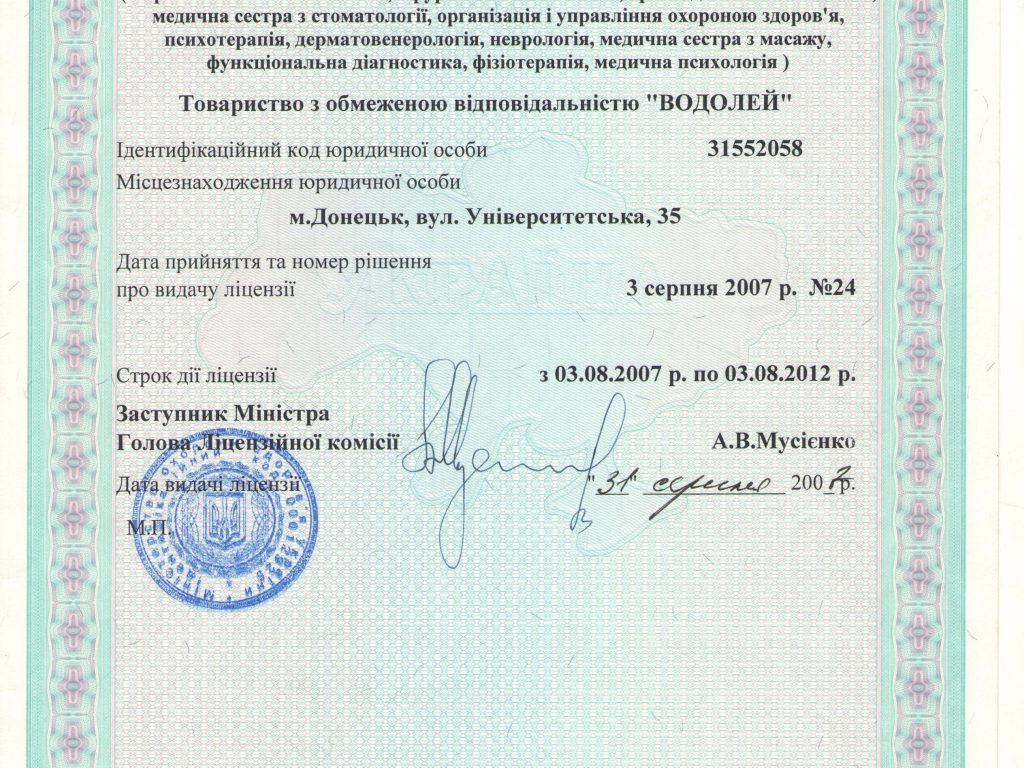 медична сестра з стоматології, організація і управління охороною здоров'я,
психотерапія, дерматовенерологія, неврологія, медична сестра з масажу,
функціональна діагностика, фізіотерапія, медична психологія )
Товариство з обмеженою відповідальністю "ВОДОЛЕЙ"
Ідентифікаційний код юридичної особи 31552058
Місцезнаходження юридичної особи
м.Донецьк, вул. Університетська, 35
Дата прийняття та номер рішення
про видачу ліцензії 3 серпня 2007 р. №24
Строк дії ліцензії з 03.08.2007 р. по 03.08.2012 р.
Заступник Міністра
Голова Ліцензійної комісії А.В.Мусієнко
Дата видачі ліцензії "31" серпня 2007р.
М.П.